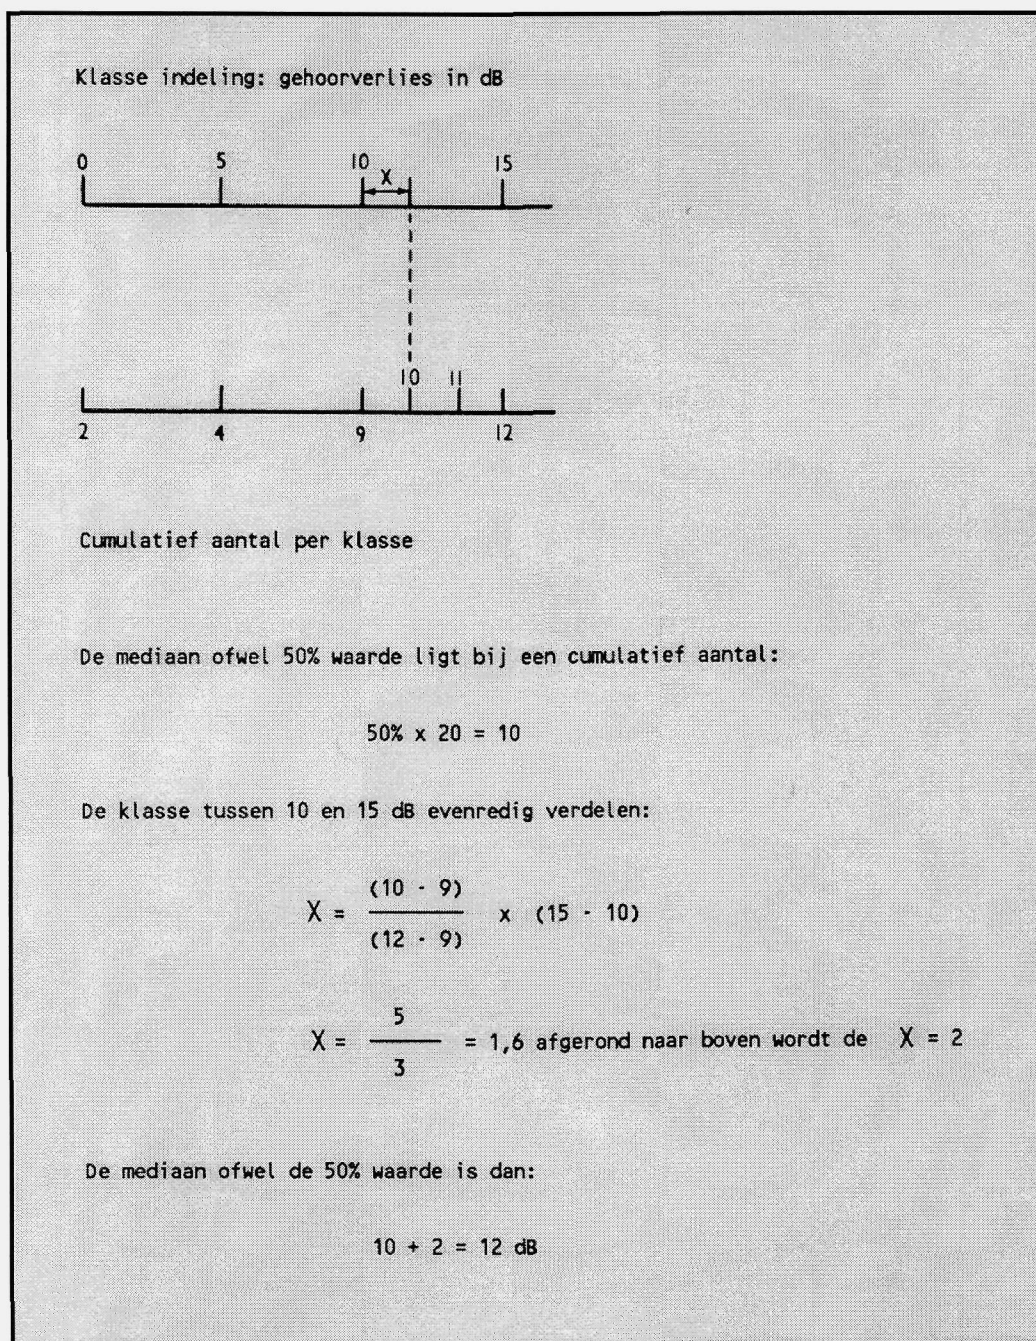 Klasse indeling: gehoorverlies in dB
0 5 10 15
X
10 11
2 4 9 12
Cumulatief aantal per klasse
De mediaan ofwel 50% waarde ligt bij een cumulatief aantal:
50% x 20 = 10
De klasse tussen 10 en 15 dB evenredig verdelen:
(10 - 9)
X = x (15 - 10)
(12 - 9)
5
X = = 1,6 afgerond naar boven wordt de X = 2
3
De mediaan ofwel de 50% waarde is dan:
10 + 2 = 12 dB